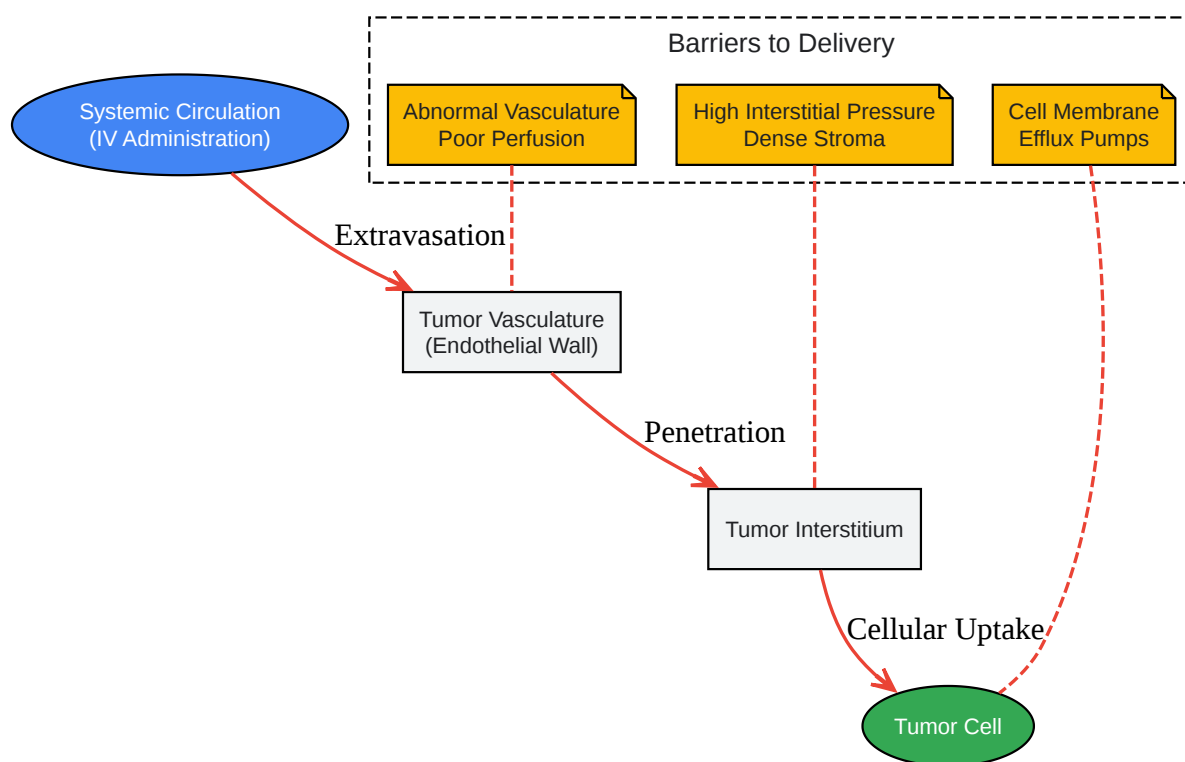 Barriers to Delivery
Systemic Circulation
(IV Administration)
Abnormal Vasculature
Poor Perfusion
High Interstitial Pressure
Dense Stroma
Cell Membrane
Efflux Pumps
Extravasation
Tumor Vasculature
(Endothelial Wall)
Penetration
Tumor Interstitium
Cellular Uptake
Tumor Cell